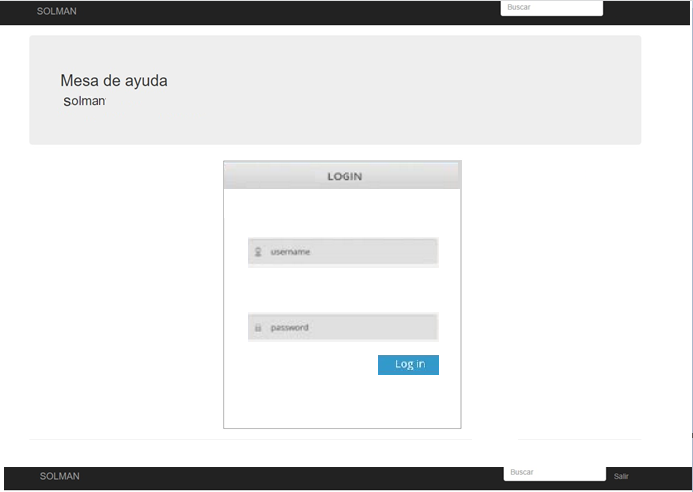 SOLMAN Buscar
Mesa de ayuda
Solman
LOGIN
username
password
Log in
SOLMAN Buscar Salir